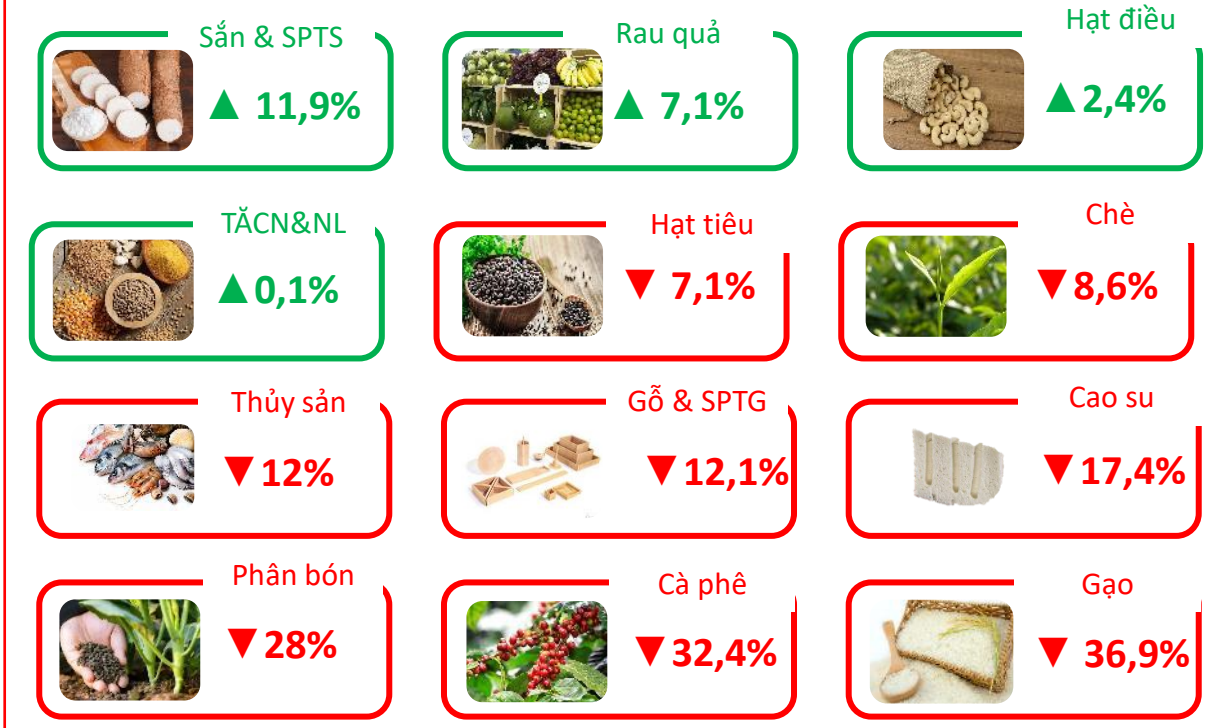 Sắn & SPTS
▲ 11,9%
Rau quả
▲ 7,1%
Hạt điều
▲2,4%
TĂCN&NL
▲0,1%
Hạt tiêu
▼ 7,1%
Chè
▼8,6%
Thủy sản
▼12%
Gỗ & SPTG
▼12,1%
Cao su
▼17,4%
Phân bón
▼28%
Cà phê
▼32,4%
Gạo
▼ 36,9%